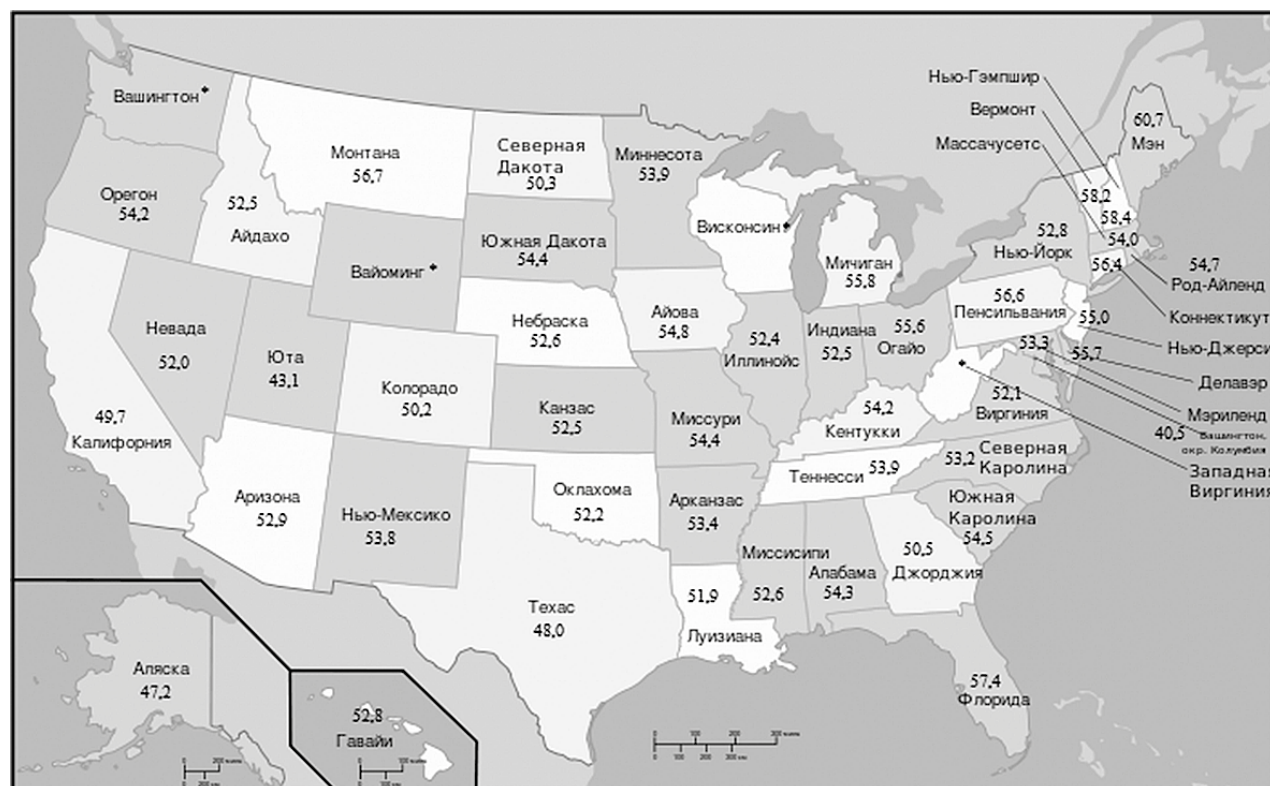 Нью-Гэмпшир
Вермонт
Массачусетс
Вашингтон*
60,7
Мэн
Монтана
56,7
Северная
Дакота
50,3
Миннесота
53,9
Орегон
54,2
52,5
Айдахо
58,2
58,4
Висконсин*
52,8
Нью-Йорк
54,0
Южная Дакота
54,4
Вайоминг*
Мичиган
55,8
56,4
54,7
Род-Айленд
56,6
Пенсильвания
55,0
Коннектикут
Айова
54,8
Небраска
52,6
Невада
52,0
52,4
Иллинойс
Индиана
52,5
55,6
Огайо
53,3
55,7
Нью-Джерси
Юта
43,1
Делавэр
Колорадо
50,2
*
52,1
Виргиния
Канзас
52,5
Миссури
54,4
54,2
Кентукки
Мэриленд
49,7
Калифорния
40,5
Вашингтон,
окр. Колумбия
53,2
Северная
Каролина
Теннесси
53,9
Западная
Виргиния
Аризона
52,9
Нью-Мексико
53,8
Оклахома
52,2
Арканзас
53,4
Южная
Каролина
54,5
50,5
Джорджия
Миссисипи
52,6
Алабама
54,3
Техас
48,0
51,9
Луизиана
Аляска
47,2
57,4
Флорида
52,8
Гавайи